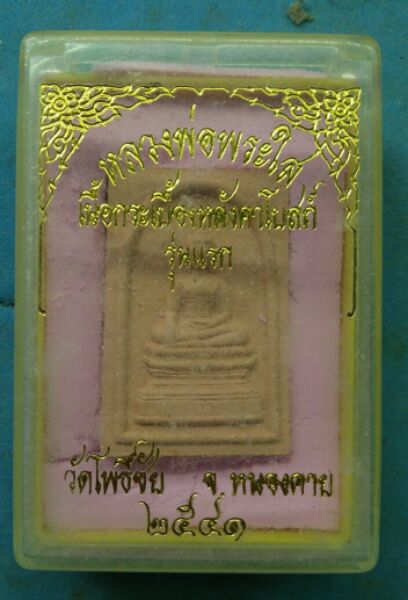 หลวงพ่อพระใส
เนื้อกระเบื้องหลังคาโบสถ์
รุ่นแรก
วัดโพธิ์ชัย จ.หนองคาย
๒๕๔๑